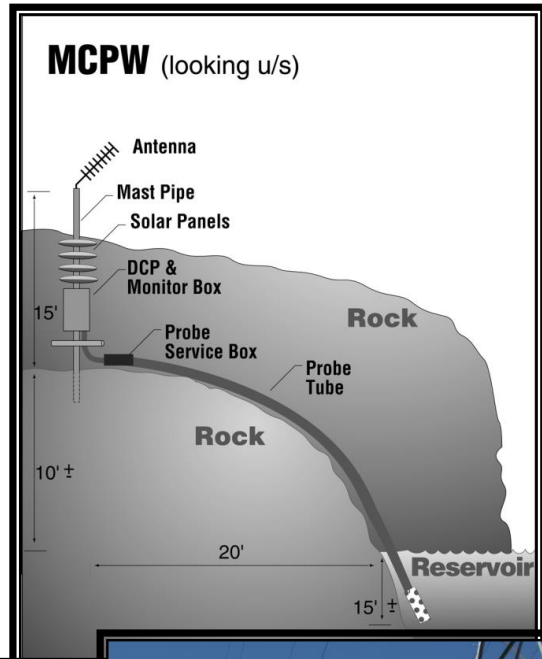 MCPW (looking u/s)
Antenna
Mast Pipe
Solar Panels
DCP &
Monitor Box
15'
Rock
Probe
Service Box
Probe
Tube
Rock
10' ±
20'
Reservoir
15' ±